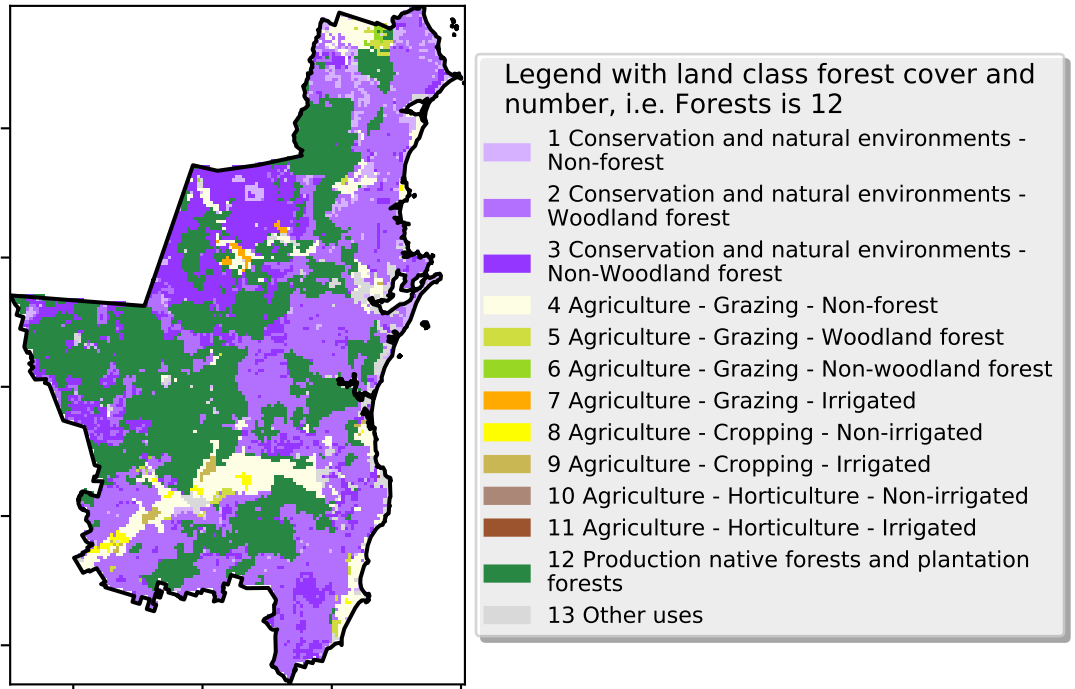 Legend with land class forest cover and
number, i.e. Forests is 12
1 Conservation and natural environments -
Non-forest
2 Conservation and natural environments -
Woodland forest
3 Conservation and natural environments -
Non-Woodland forest
4 Agriculture - Grazing - Non-forest
5 Agriculture - Grazing - Woodland forest
6 Agriculture - Grazing - Non-woodland forest
7 Agriculture - Grazing - Irrigated
8 Agriculture - Cropping - Non-irrigated
9 Agriculture - Cropping - Irrigated
10 Agriculture - Horticulture - Non-irrigated
11 Agriculture - Horticulture - Irrigated
12 Production native forests and plantation
forests
13 Other uses